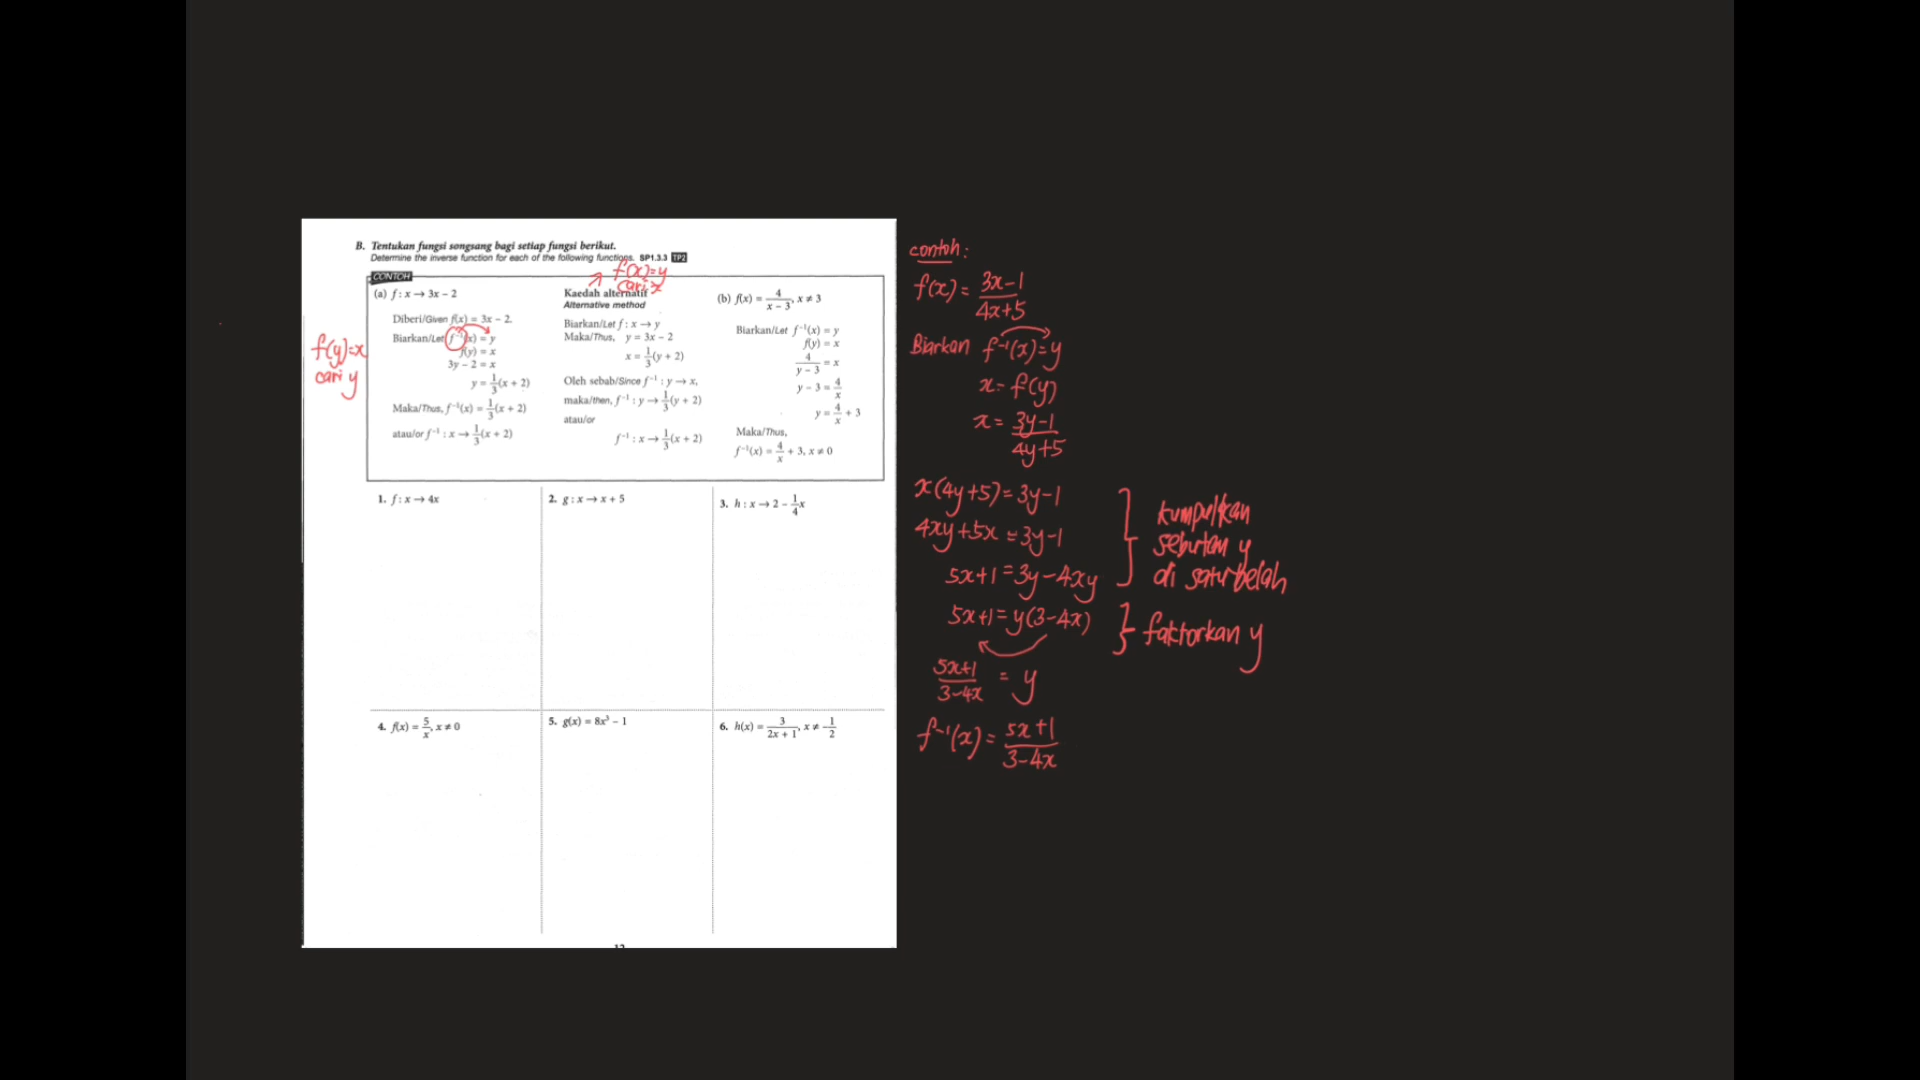 B. Tentukan fungsi songsang bagi setiap fungsi berikut.
Determine the inverse function for each of the following functions. SP1.3.3 TP2
f(x)=y
cari x
CONTOH
(a) f : x → 3x − 2
Diberi/Given f(x) = 3x − 2.
Biarkan/Let f⁻¹(x) = y
f(y) = x
3y − 2 = x
y = 1/3(x + 2)
Maka/Thus, f⁻¹(x) = 1/3(x + 2)
atau/or f⁻¹ : x → 1/3(x + 2)
f(y)=x
cari y
Kaedah alternatif
Alternative method
Biarkan/Let f : x → y
Maka/Thus, y = 3x − 2
x = 1/3(y + 2)
Oleh sebab/Since f⁻¹ : y → x,
maka/then, f⁻¹ : y → 1/3(y + 2)
atau/or
f⁻¹ : x → 1/3(x + 2)
(b) f(x) = 4/(x − 3), x ≠ 3
Biarkan/Let f⁻¹(x) = y
f(y) = x
4/(y − 3) = x
y − 3 = 4/x
y = 4/x + 3
Maka/Thus,
f⁻¹(x) = 4/x + 3, x ≠ 0
1. f : x → 4x
2. g : x → x + 5
3. h : x → 2 − 1/4x
4. f(x) = 5/x, x ≠ 0
5. g(x) = 8x³ − 1
6. h(x) = 3/(2x + 1), x ≠ −1/2
contoh:
f(x) = (3x−1)/(4x+5)
Biarkan f⁻¹(x)=y
x = f(y)
x = (3y−1)/(4y+5)
x(4y+5)=3y−1
4xy+5x=3y−1
5x+1=3y−4xy
5x+1=y(3−4x)
(5x+1)/(3−4x) = y
f⁻¹(x) = (5x+1)/(3−4x)
kumpulkan
sebutan y
di satu belah
faktorkan y